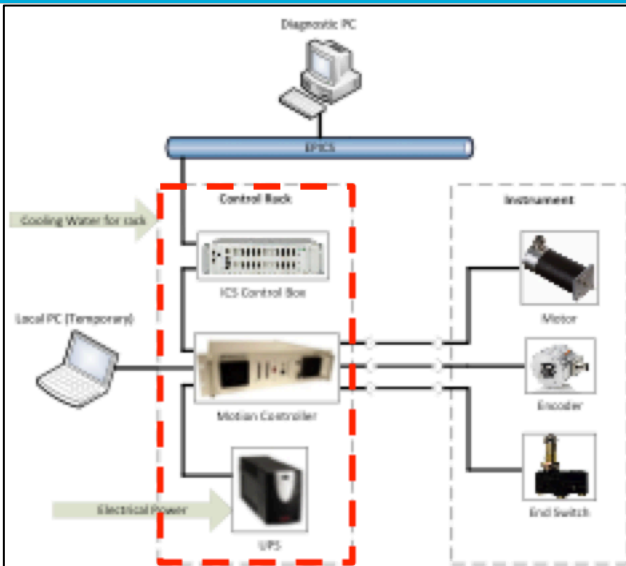 Diagnostic PC
EPICS
Control Rack
Instrument
Cooling Water for rack
ICS Control Box
Motor
Local PC (Temporary)
Motion Controller
Encoder
Electrical Power
End Switch
UPS